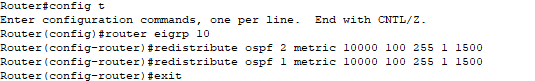 Router#config t
Enter configuration commands, one per line.  End with CNTL/Z.
Router(config)#router eigrp 10
Router(config-router)#redistribute ospf 2 metric 10000 100 255 1 1500
Router(config-router)#redistribute ospf 1 metric 10000 100 255 1 1500
Router(config-router)#exit